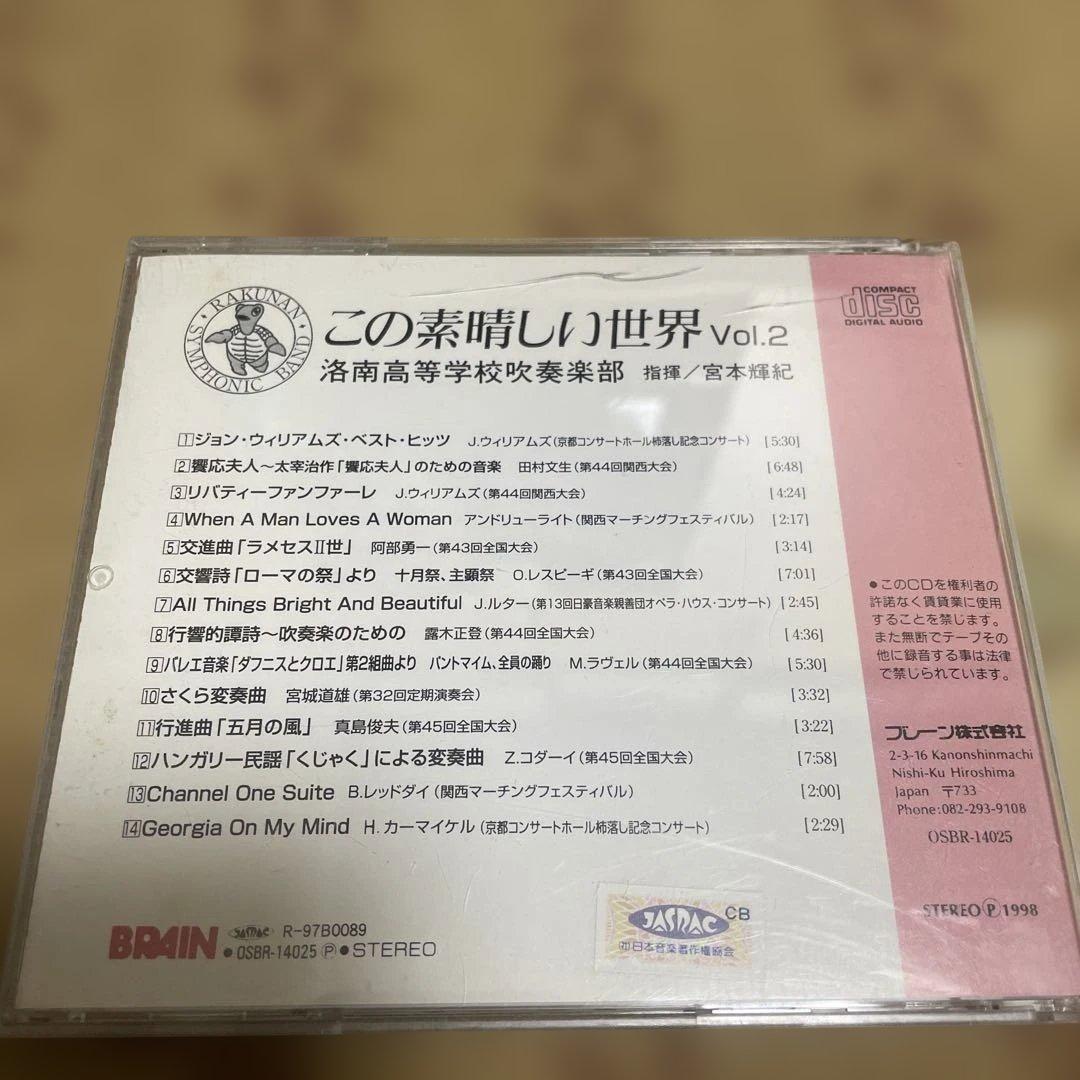 RAKUNAN SYMPHONIC BAND
この素晴しい世界 Vol.2
洛南高等学校吹奏楽部 指揮／宮本輝紀
COMPACT disc DIGITAL AUDIO
1 ジョン・ウィリアムズ・ベスト・ヒッツ J.ウィリアムズ(京都コンサートホール杮落し記念コンサート) [5:30]
2 饗応夫人～太宰治作「饗応夫人」のための音楽 田村文生(第44回関西大会) [6:48]
3 リバティーファンファーレ J.ウィリアムズ(第44回関西大会) [4:24]
4 When A Man Loves A Woman アンドリューライト(関西マーチングフェスティバル) [2:17]
5 交進曲「ラメセスⅡ世」 阿部勇一(第43回全国大会) [3:14]
6 交響詩「ローマの祭」より 十月祭、主顕祭 O.レスピーギ(第43回全国大会) [7:01]
7 All Things Bright And Beautiful J.ルター(第13回日豪音楽親善団オペラ・ハウス・コンサート) [2:45]
8 行響的譚詩～吹奏楽のための 露木正登(第44回全国大会) [4:36]
9 バレエ音楽「ダフニスとクロエ」第2組曲より パントマイム、全員の踊り M.ラヴェル(第44回全国大会) [5:30]
10 さくら変奏曲 宮城道雄(第32回定期演奏会) [3:32]
11 行進曲「五月の風」 真島俊夫(第45回全国大会) [3:22]
12 ハンガリー民謡「くじゃく」による変奏曲 Z.コダーイ(第45回全国大会) [7:58]
13 Channel One Suite B.レッドダイ(関西マーチングフェスティバル) [2:00]
14 Georgia On My Mind H.カーマイケル(京都コンサートホール杮落し記念コンサート) [2:29]
●このCDを権利者の
許諾なく賃貸業に使用
することを禁じます。
また無断でテープその
他に録音する事は法律
で禁じられています。
ブレーン株式会社
2-3-16 Kanonshinmachi
Nishi-Ku Hiroshima
Japan 〒733
Phone:082-293-9108
OSBR-14025
STEREO Ⓟ 1998
BRAIN JASRAC R-97B0089
●OSBR-14025 Ⓟ ●STEREO
JASRAC CB
㈳日本音楽著作権協会